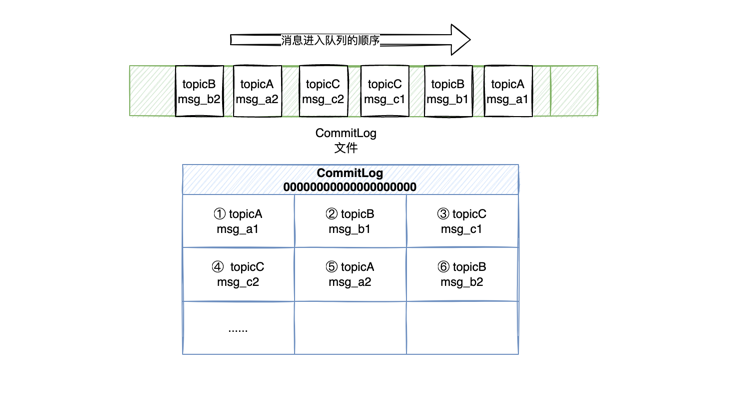 消息进入队列的顺序
topicB
msg_b2
topicA
msg_a2
topicC
msg_c2
topicC
msg_c1
topicB
msg_b1
topicA
msg_a1
CommitLog
文件
CommitLog
00000000000000000000
① topicA
msg_a1
② topicB
msg_b1
③ topicC
msg_c1
④ topicC
msg_c2
⑤ topicA
msg_a2
⑥ topicB
msg_b2
......